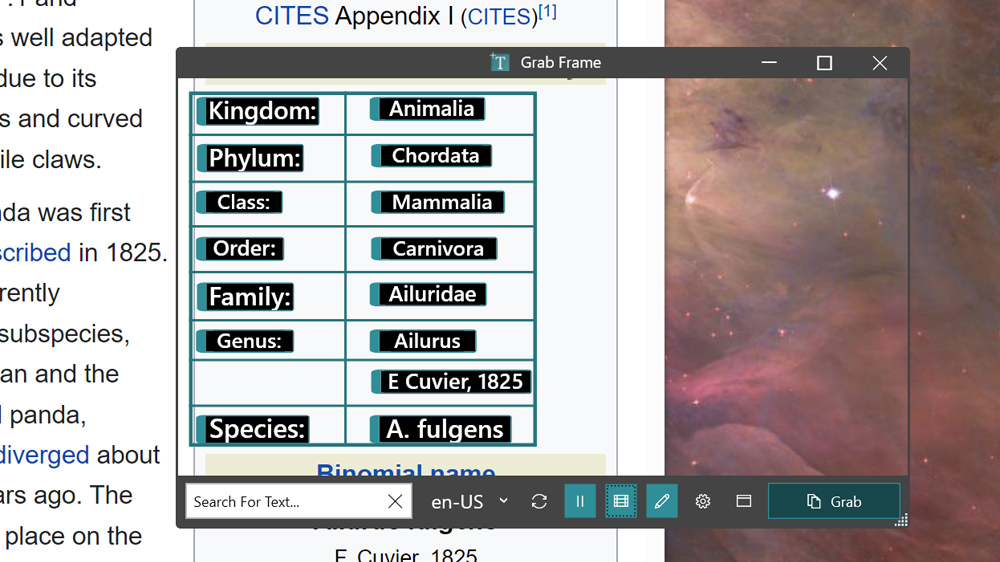 CITES Appendix I (CITES)[1]
s well adapted
due to its
s and curved
ile claws.
da was first
scribed in 1825.
rently
subspecies,
an and the
panda,
diverged about
ars ago. The
place on the
Grab Frame
Kingdom: Animalia
Phylum: Chordata
Class: Mammalia
Order: Carnivora
Family: Ailuridae
Genus: Ailurus
E Cuvier, 1825
Species: A. fulgens
Binomial name
Search For Text...
en-US
Grab
F. Cuvier, 1825